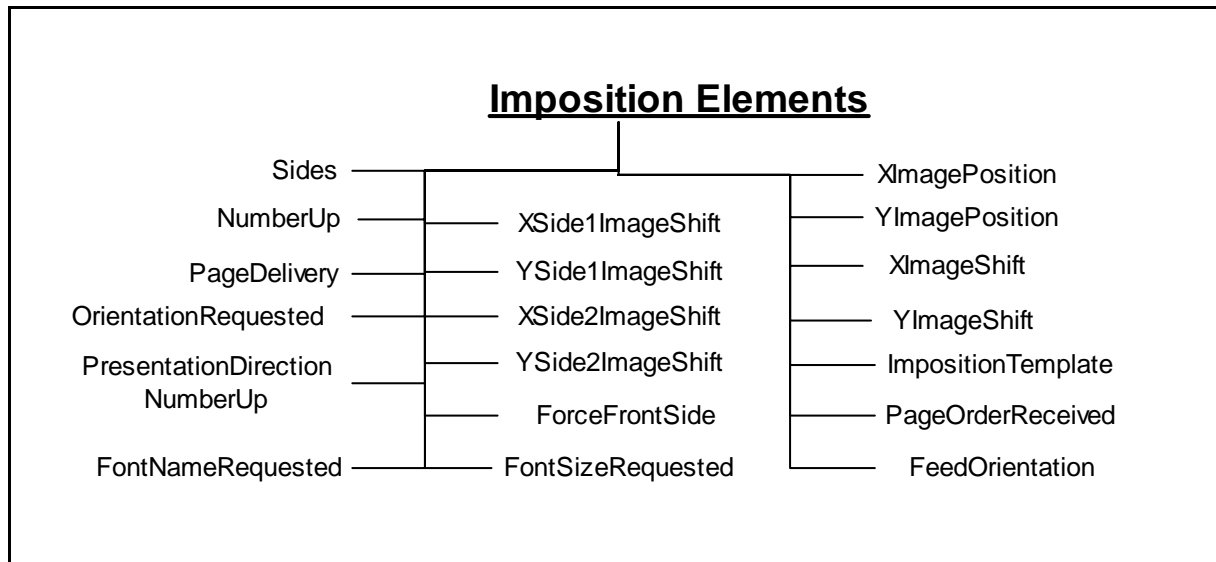 Imposition Elements
Sides
NumberUp
PageDelivery
OrientationRequested
PresentationDirection
NumberUp
FontNameRequested
XSide1ImageShift
YSide1ImageShift
XSide2ImageShift
YSide2ImageShift
ForceFrontSide
FontSizeRequested
XImagePosition
YImagePosition
XImageShift
YImageShift
ImpositionTemplate
PageOrderReceived
FeedOrientation